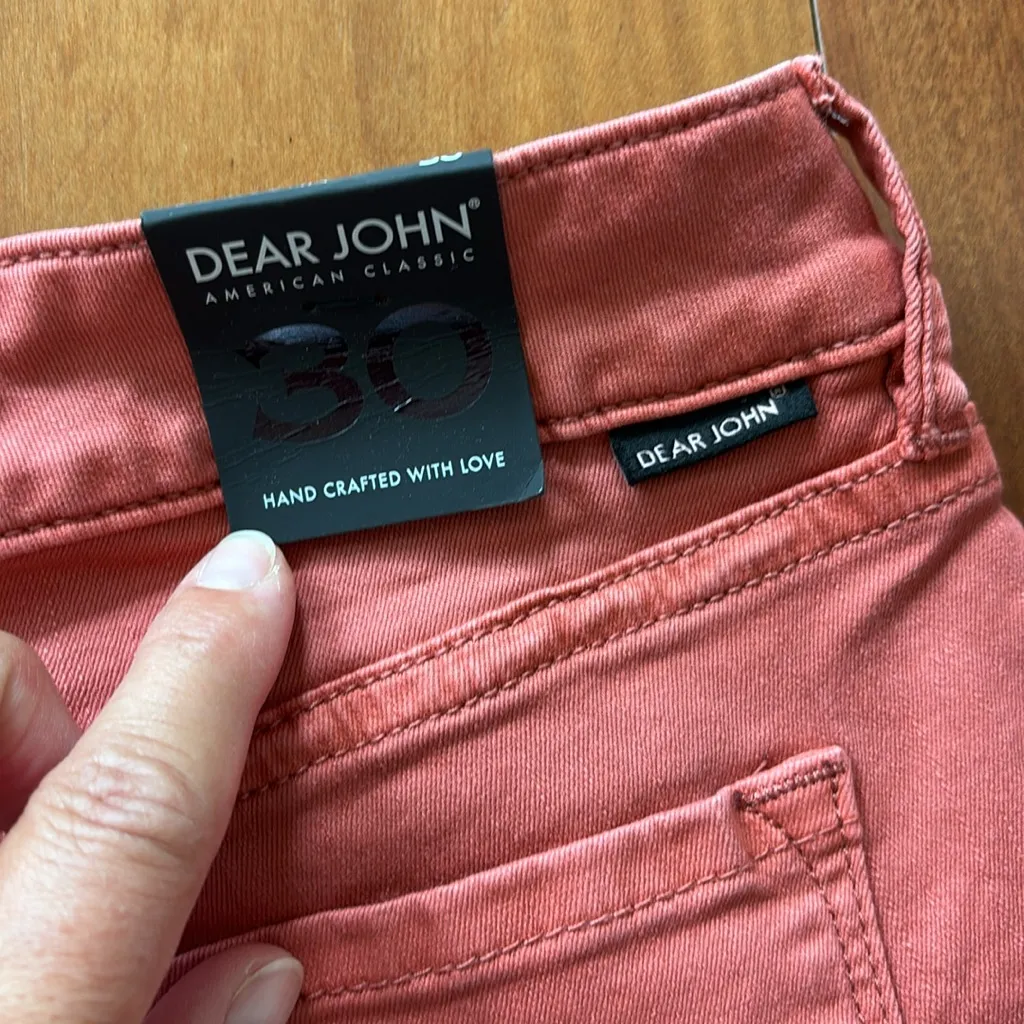 DEAR JOHN®
AMERICAN CLASSIC
30
HAND CRAFTED WITH LOVE
DEAR JOHN